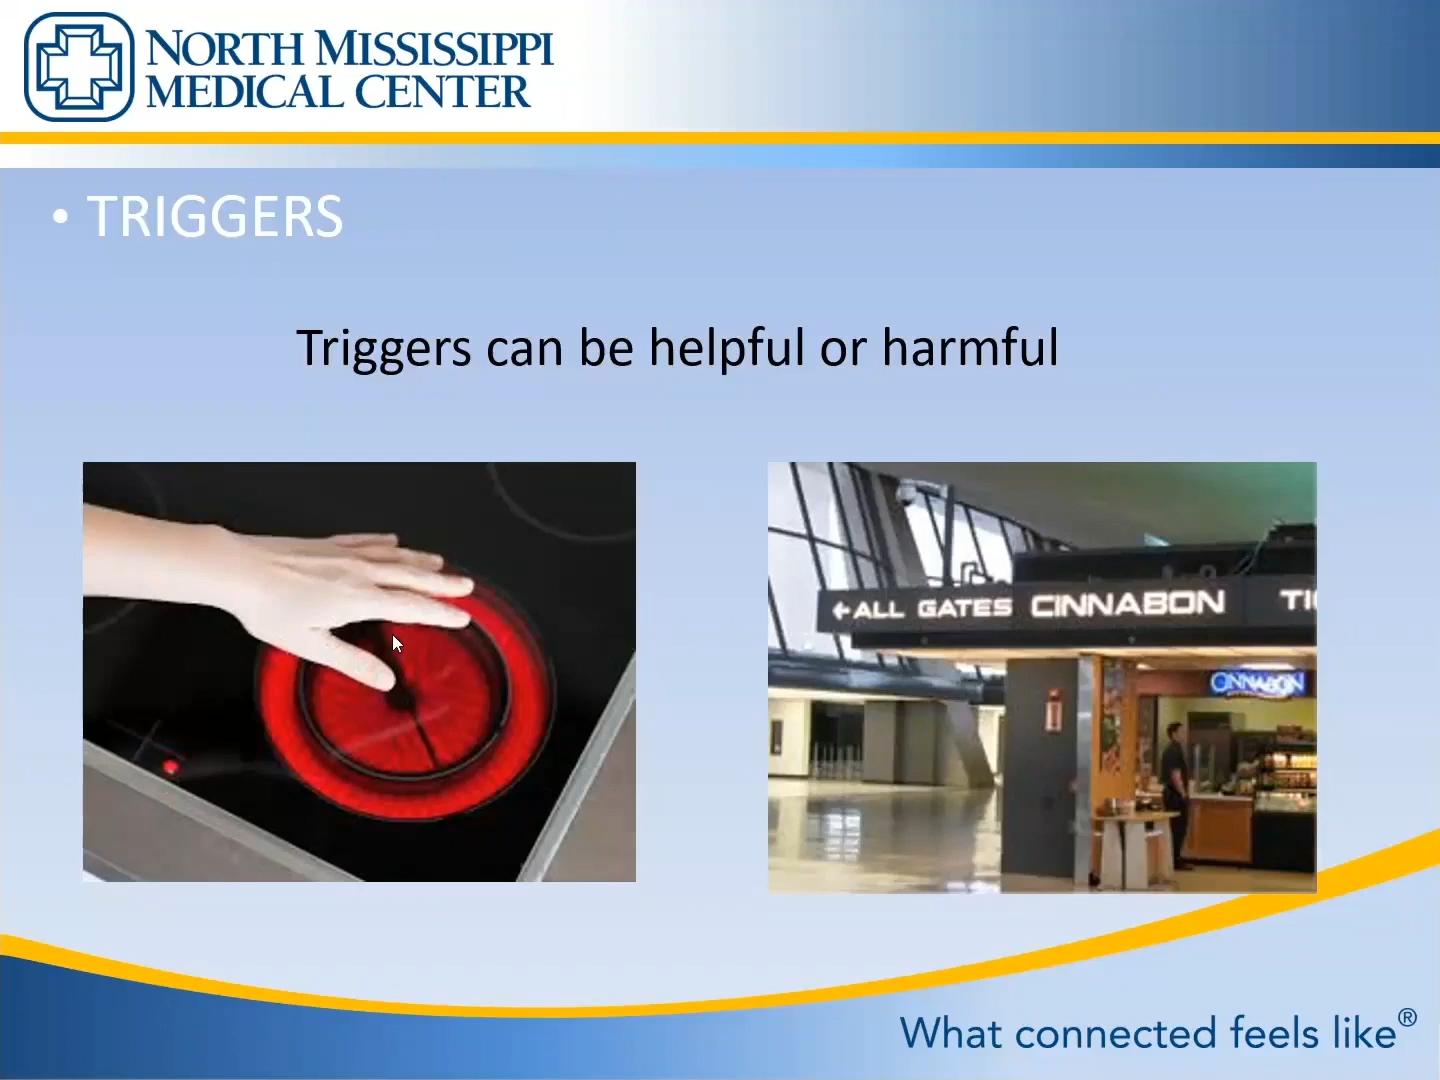 NORTH MISSISSIPPI
MEDICAL CENTER
• TRIGGERS
Triggers can be helpful or harmful
←ALL GATES CINNABON TI
CINNABON
What connected feels like®